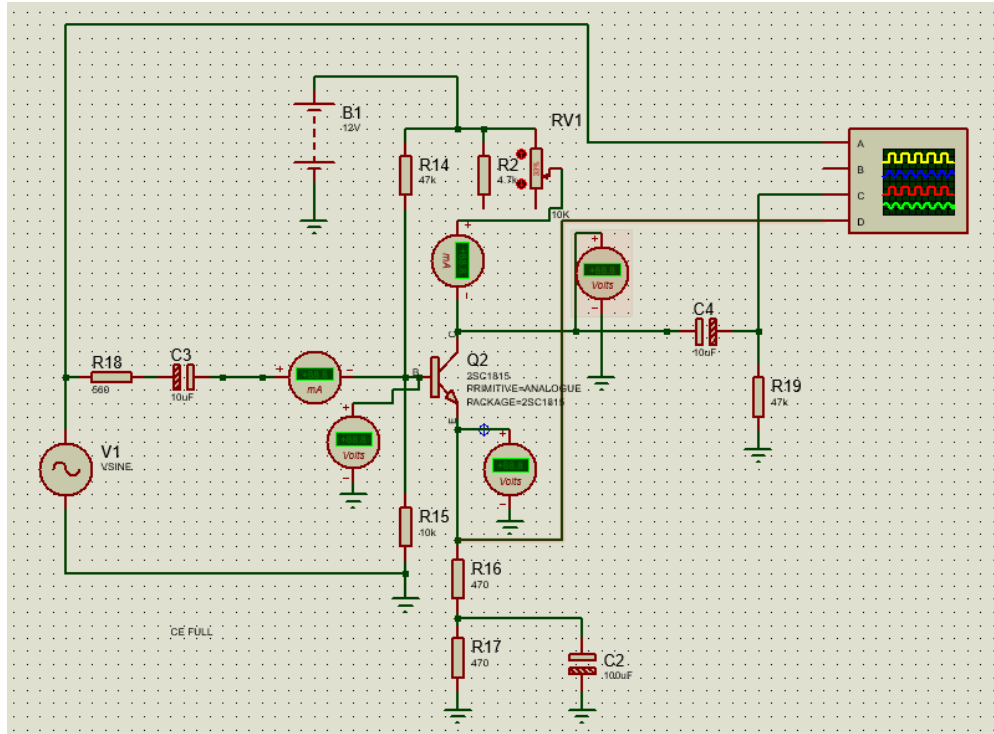 B1
12V
RV1
R14
47k
R2
4.7k
33%
10K
A
B
C
D
+
mA
-
+
Volts
-
C4
10uF
R18
560
C3
10uF
+
mA
-
B
C
E
Q2
2SC1815
PRIMITIVE=ANALOGUE
PACKAGE=2SC1815
R19
47k
V1
VSINE
+
Volts
-
+
Volts
-
R15
10k
R16
470
CE FULL
R17
470
C2
100uF